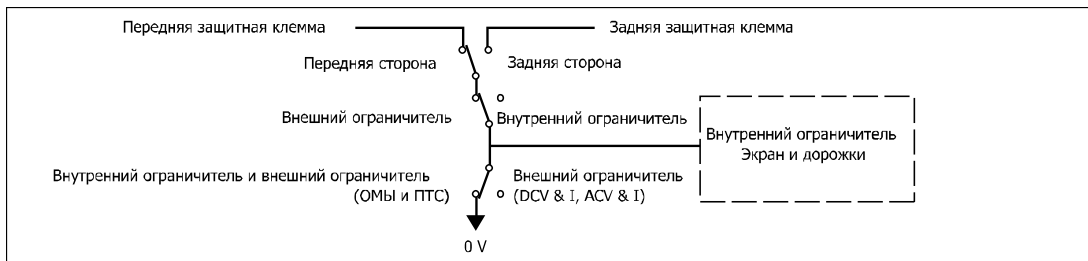 Передняя защитная клемма
Задняя защитная клемма
Передняя сторона
Задняя сторона
Внешний ограничитель
Внутренний ограничитель
Внутренний ограничитель
Экран и дорожки
Внутренний ограничитель и внешний ограничитель
(ОМЫ и ПТС)
Внешний ограничитель
(DCV & I, ACV & I)
0 V